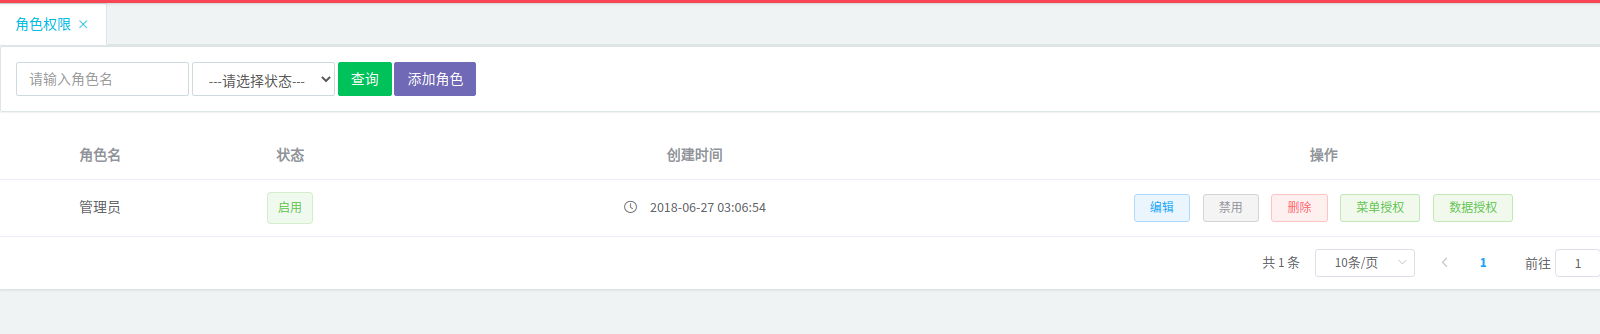 角色权限
请输入角色名 ---请选择状态--- 查询 添加角色
角色名 状态 创建时间 操作
管理员 启用 2018-06-27 03:06:54 编辑 禁用 删除 菜单授权 数据授权
共 1 条 10条/页 1 前往 1